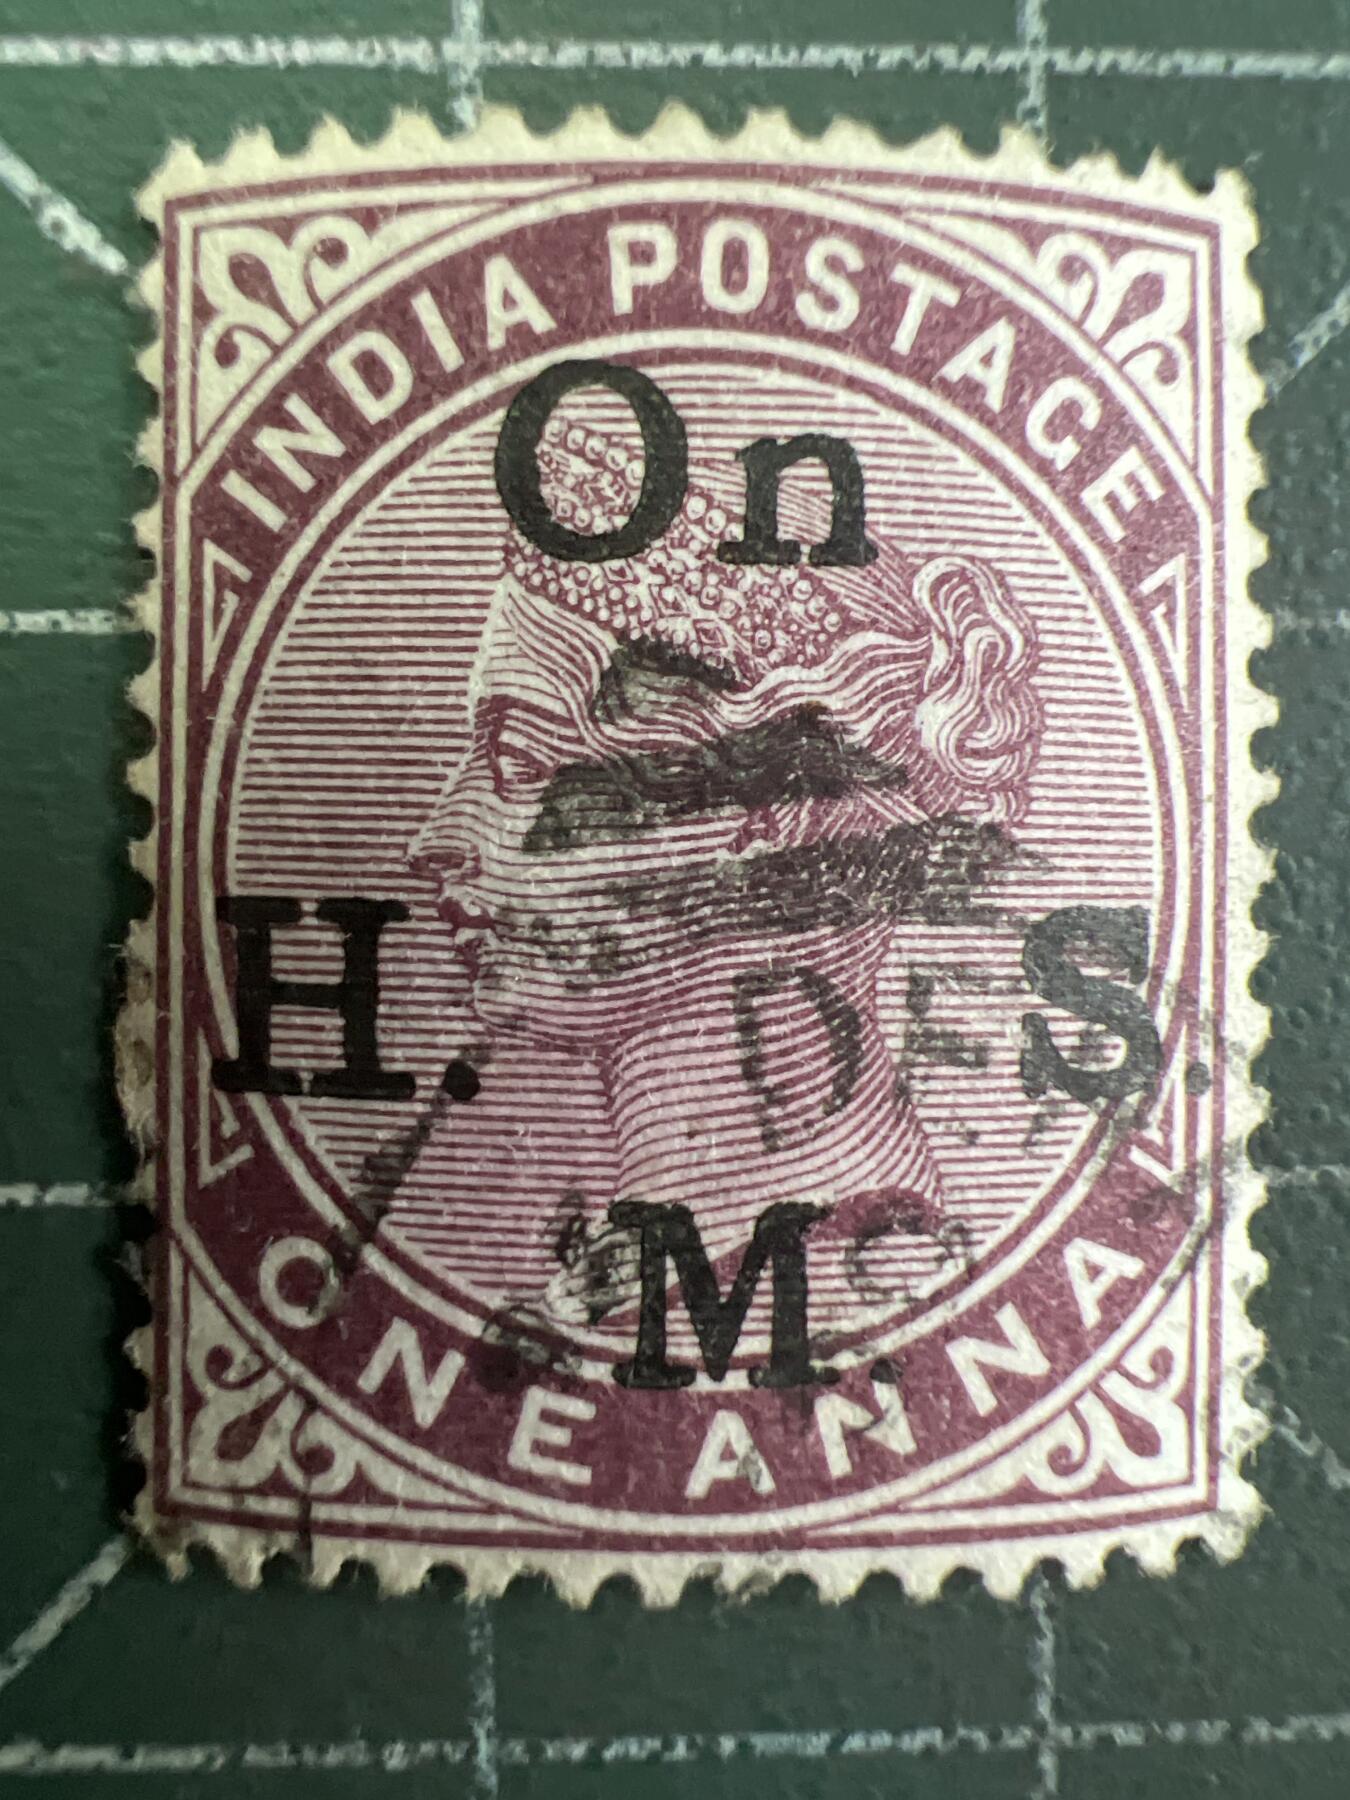 INDIA POSTAGE
On
H. S.
M.
ONE ANNA